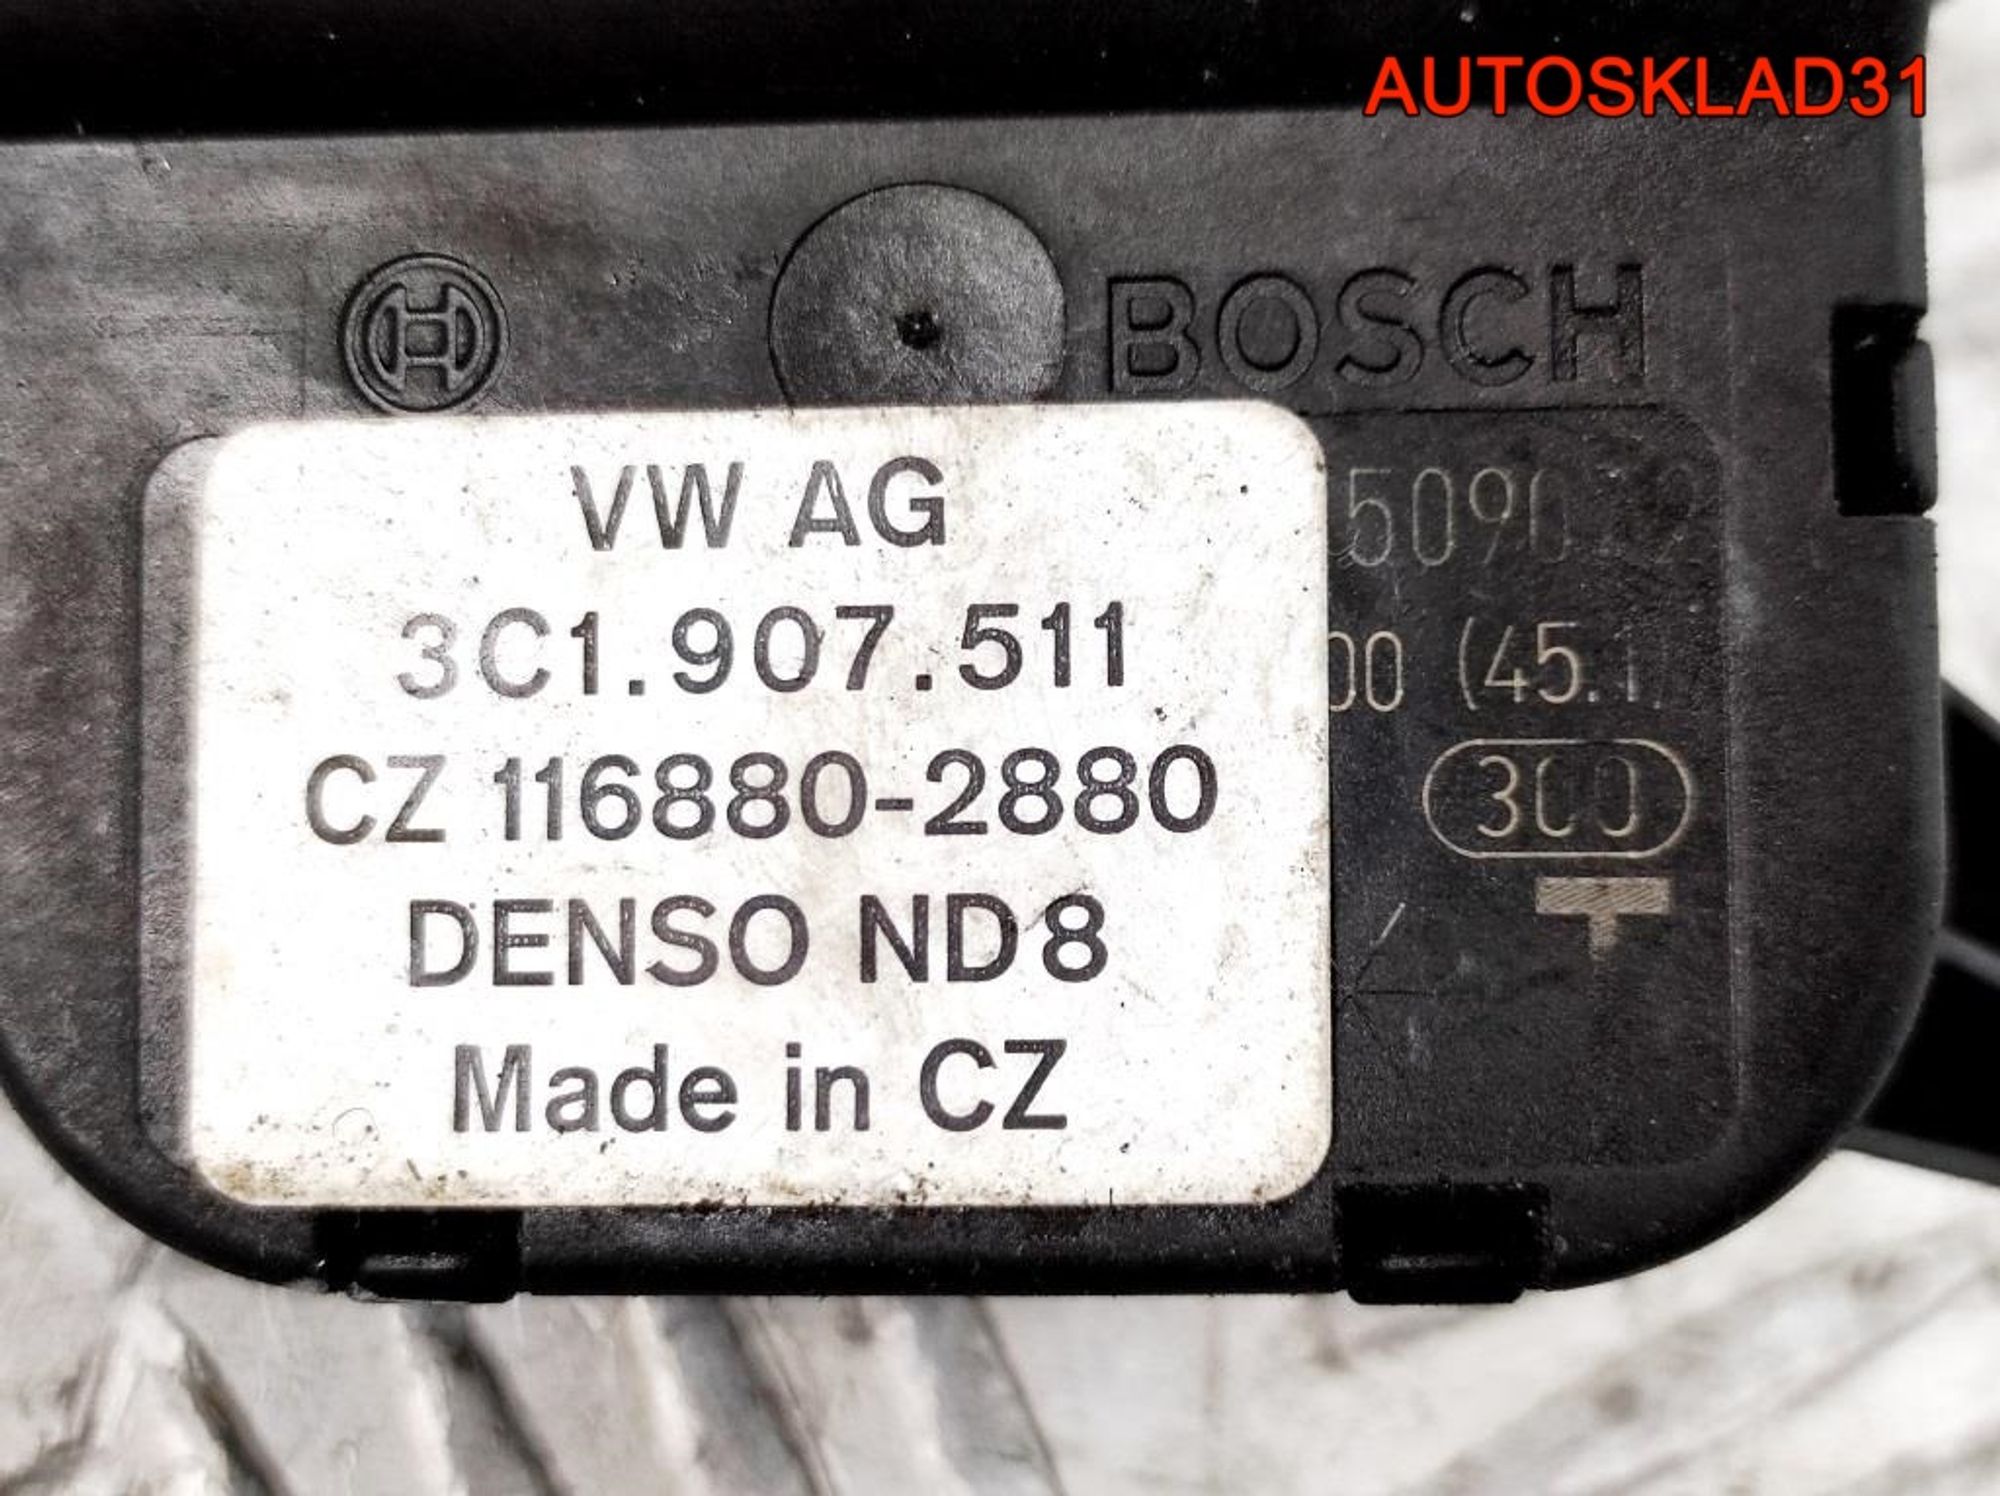 AUTOSKLAD31
BOSCH
VW AG
3C1.907.511
CZ 116880-2880
DENSO ND8
Made in CZ